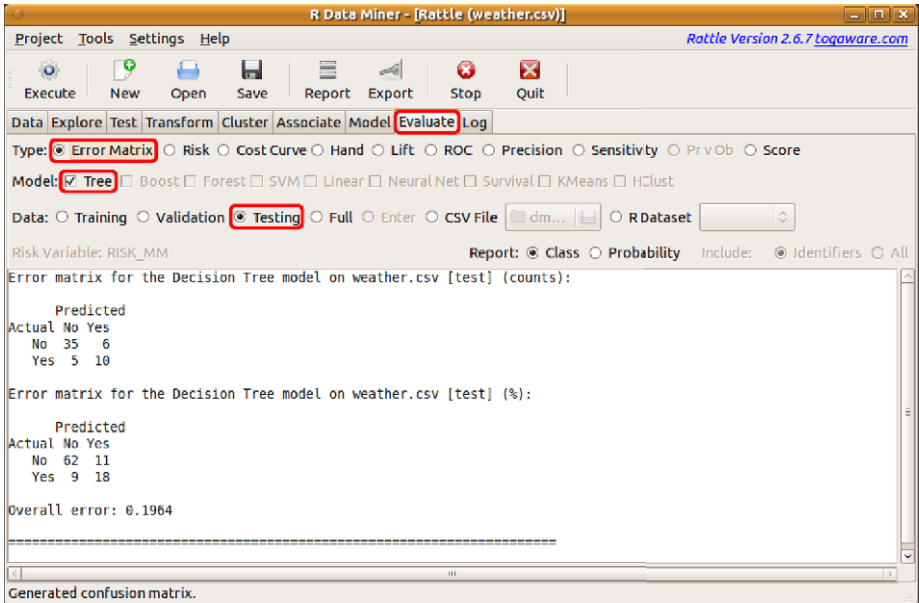 R Data Miner - [Rattle (weather.csv)]
Project Tools Settings Help Rattle Version 2.6.7 togaware.com
Execute New Open Save Report Export Stop Quit
Data Explore Test Transform Cluster Associate Model Evaluate Log
Type: Error Matrix Risk Cost Curve Hand Lift ROC Precision Sensitivity Pr v Ob Score
Model: Tree Boost Forest SVM Linear Neural Net Survival KMeans HClust
Data: Training Validation Testing Full Enter CSV File dm... R Dataset
Risk Variable: RISK_MM Report: Class Probability Include: Identifiers All
Error matrix for the Decision Tree model on weather.csv [test] (counts):
Predicted
Actual No Yes
No 35 6
Yes 5 10
Error matrix for the Decision Tree model on weather.csv [test] (%):
Predicted
Actual No Yes
No 62 11
Yes 9 18
Overall error: 0.1964
======================================================================
Generated confusion matrix.